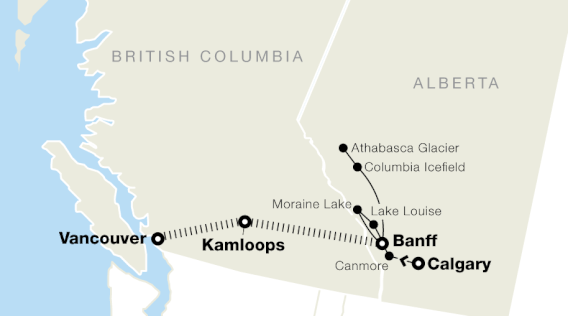 BRITISH COLUMBIA
ALBERTA
Athabasca Glacier
Columbia Icefield
Moraine Lake
Lake Louise
Vancouver
Kamloops
Banff
Canmore
Calgary